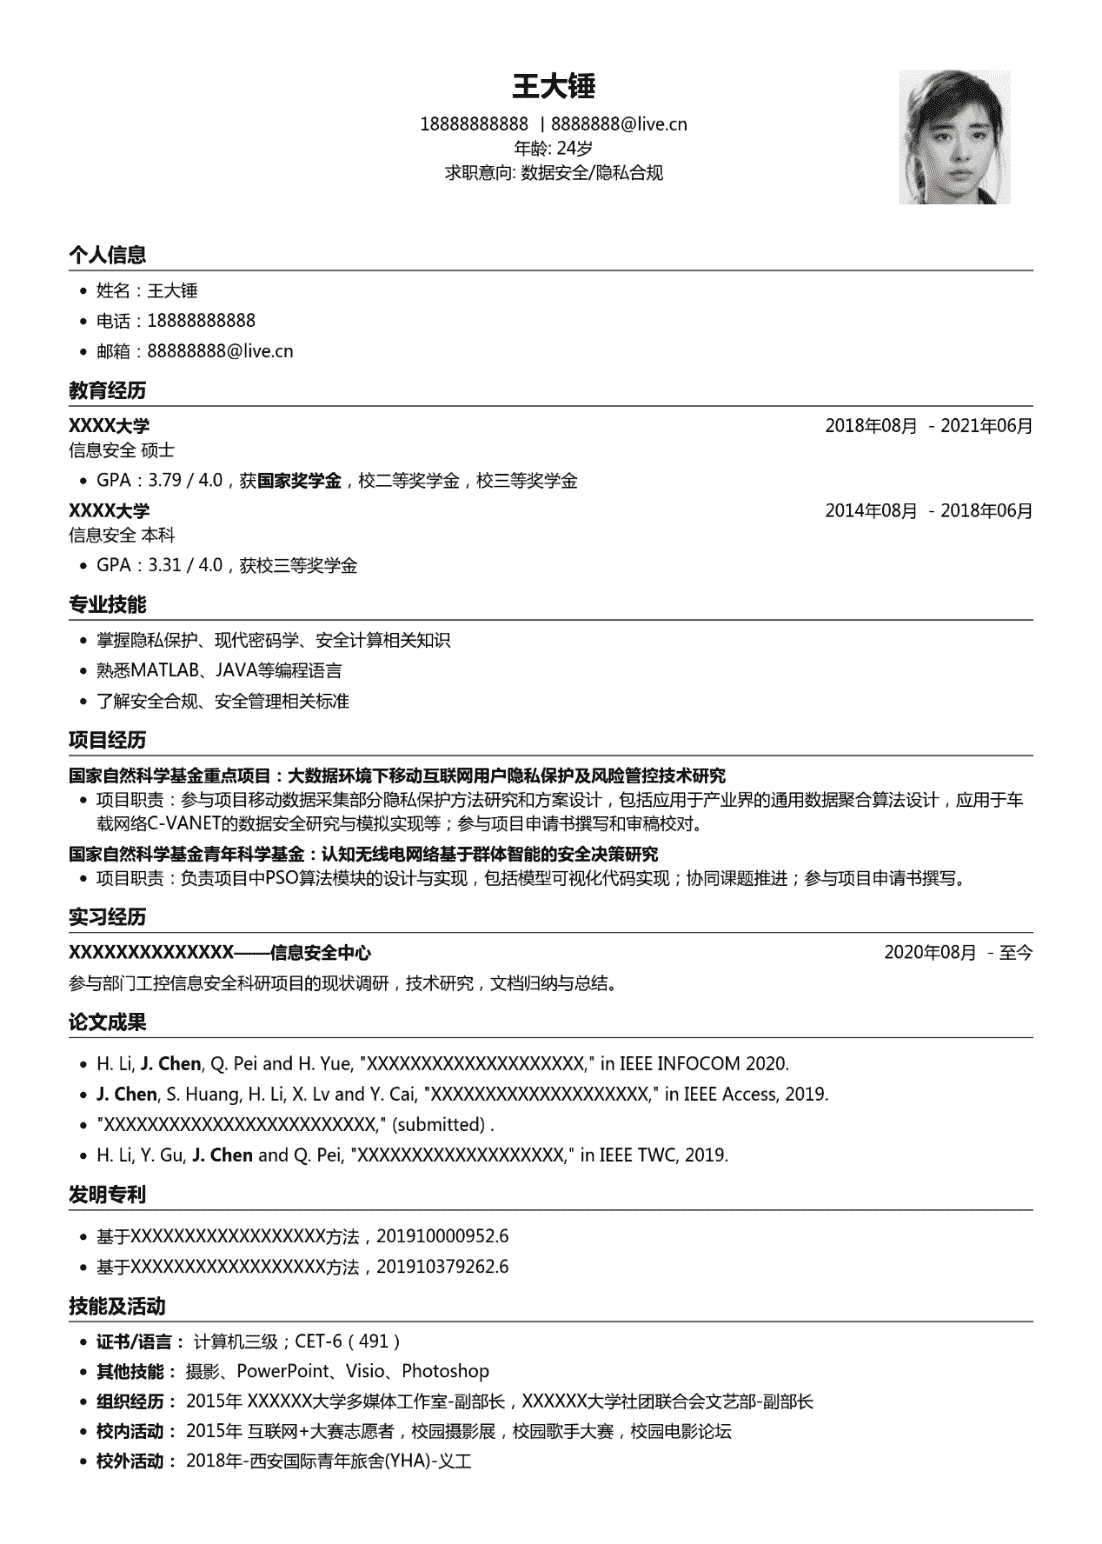 王大锤
18888888888 | 8888888@live.cn
年龄: 24岁
求职意向: 数据安全/隐私合规
个人信息
• 姓名：王大锤
• 电话：18888888888
• 邮箱：88888888@live.cn
教育经历
XXXX大学 2018年08月 - 2021年06月
信息安全 硕士
• GPA：3.79 / 4.0，获国家奖学金，校二等奖学金，校三等奖学金
XXXX大学 2014年08月 - 2018年06月
信息安全 本科
• GPA：3.31 / 4.0，获校三等奖学金
专业技能
• 掌握隐私保护、现代密码学、安全计算相关知识
• 熟悉MATLAB、JAVA等编程语言
• 了解安全合规、安全管理相关标准
项目经历
国家自然科学基金重点项目：大数据环境下移动互联网用户隐私保护及风险管控技术研究
• 项目职责：参与项目移动数据采集部分隐私保护方法研究和方案设计，包括应用于产业界的通用数据聚合算法设计，应用于车
载网络C-VANET的数据安全研究与模拟实现等；参与项目申请书撰写和审稿校对。
国家自然科学基金青年科学基金：认知无线电网络基于群体智能的安全决策研究
• 项目职责：负责项目中PSO算法模块的设计与实现，包括模型可视化代码实现；协同课题推进；参与项目申请书撰写。
实习经历
XXXXXXXXXXXXXX——信息安全中心 2020年08月 - 至今
参与部门工控信息安全科研项目的现状调研，技术研究，文档归纳与总结。
论文成果
• H. Li, J. Chen, Q. Pei and H. Yue, "XXXXXXXXXXXXXXXXXXXX," in IEEE INFOCOM 2020.
• J. Chen, S. Huang, H. Li, X. Lv and Y. Cai, "XXXXXXXXXXXXXXXXXXXX," in IEEE Access, 2019.
• "XXXXXXXXXXXXXXXXXXXXXXXXX," (submitted) .
• H. Li, Y. Gu, J. Chen and Q. Pei, "XXXXXXXXXXXXXXXXXXX," in IEEE TWC, 2019.
发明专利
• 基于XXXXXXXXXXXXXXXXXX方法，201910000952.6
• 基于XXXXXXXXXXXXXXXXXX方法，201910379262.6
技能及活动
• 证书/语言： 计算机三级；CET-6（491）
• 其他技能： 摄影、PowerPoint、Visio、Photoshop
• 组织经历： 2015年 XXXXXX大学多媒体工作室-副部长，XXXXXX大学社团联合会文艺部-副部长
• 校内活动： 2015年 互联网+大赛志愿者，校园摄影展，校园歌手大赛，校园电影论坛
• 校外活动： 2018年-西安国际青年旅舍(YHA)-义工